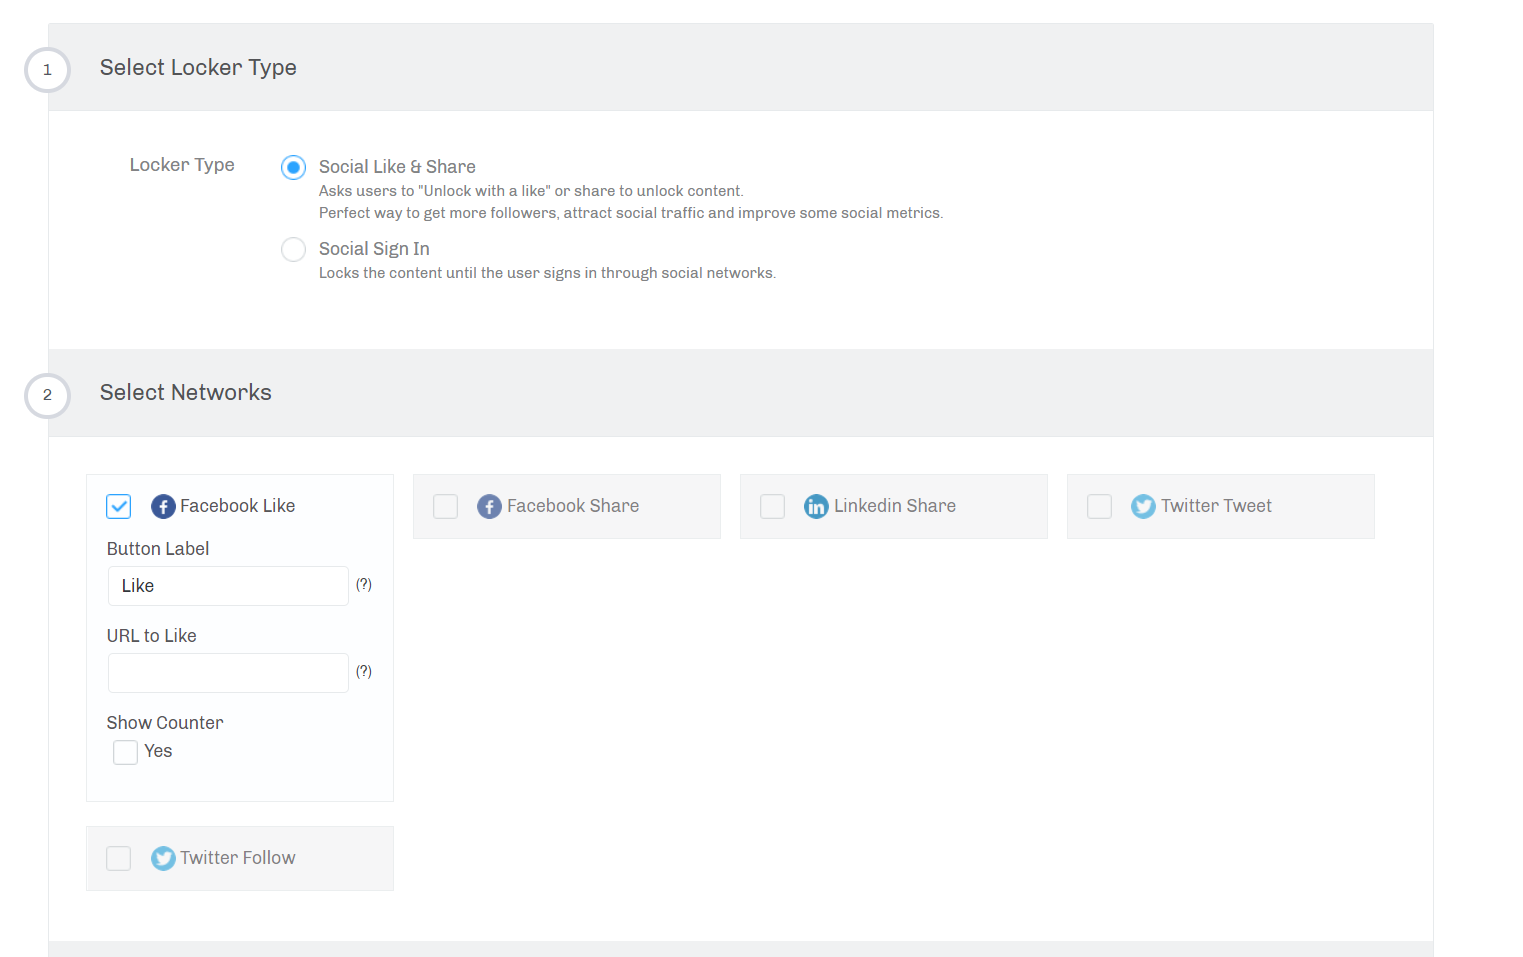 1
Select Locker Type
Locker Type
Social Like & Share
Asks users to "Unlock with a like" or share to unlock content.
Perfect way to get more followers, attract social traffic and improve some social metrics.
Social Sign In
Locks the content until the user signs in through social networks.
2
Select Networks
Facebook Like
Facebook Share
Linkedin Share
Twitter Tweet
Button Label
Like (?)
URL to Like
(?)
Show Counter
Yes
Twitter Follow